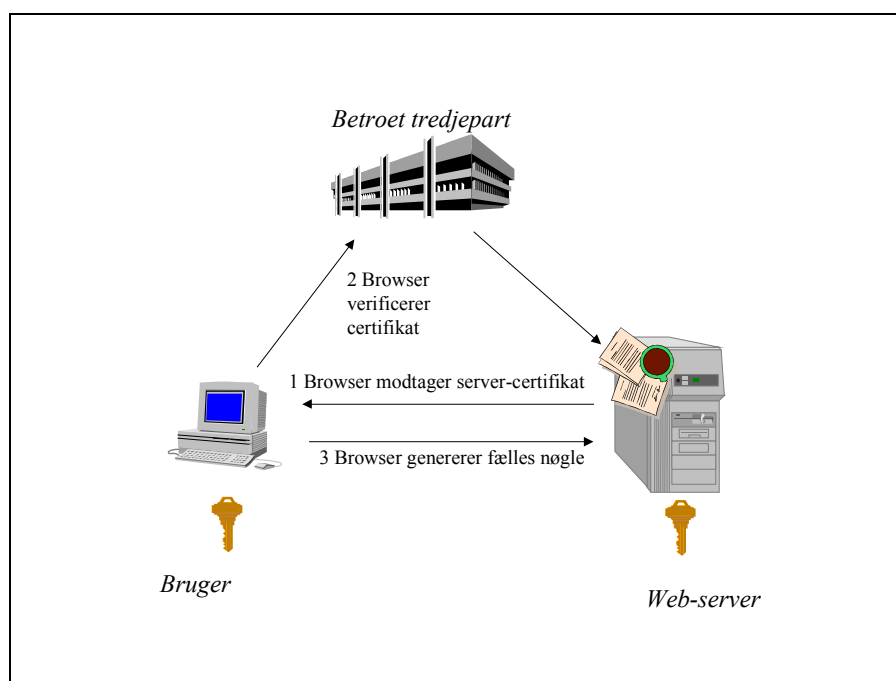 Betroet tredjepart
2 Browser
verificerer
certifikat
1 Browser modtager server-certifikat
3 Browser genererer fælles nøgle
Bruger
Web-server